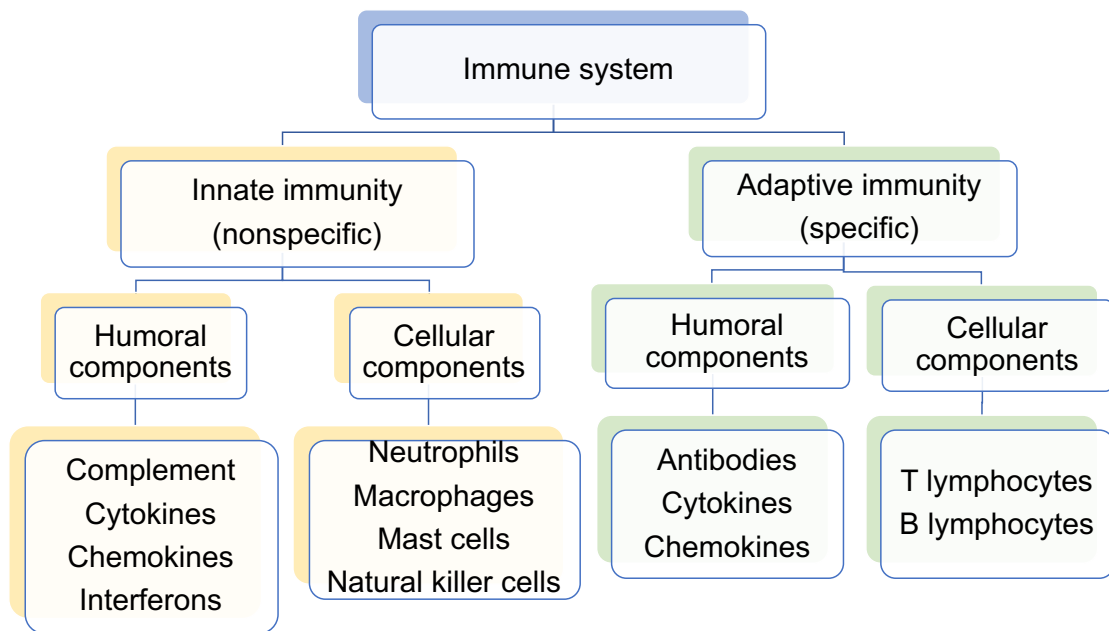 Immune system
Innate immunity
(nonspecific)
Adaptive immunity
(specific)
Humoral
components
Cellular
components
Humoral
components
Cellular
components
Complement
Cytokines
Chemokines
Interferons
Neutrophils
Macrophages
Mast cells
Natural killer cells
Antibodies
Cytokines
Chemokines
T lymphocytes
B lymphocytes